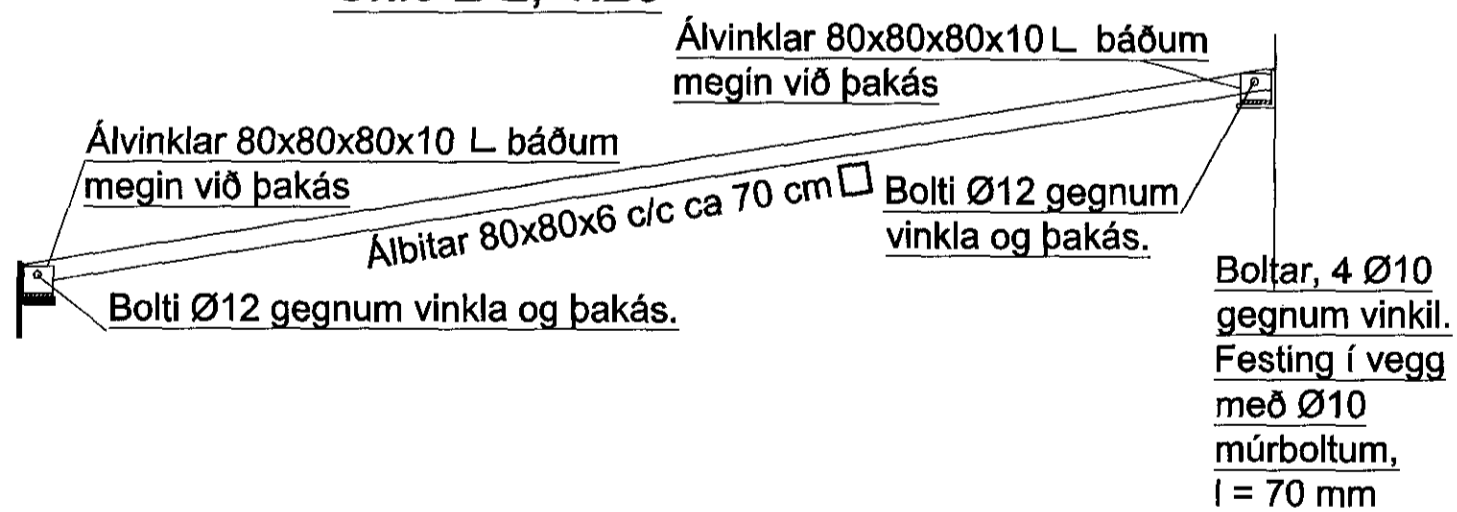 Álvinklar 80x80x80x10 L báðum
megin við þakás
Álvinklar 80x80x80x10 L báðum
megin við þakás
Álbitar 80x80x6 c/c ca 70 cm
Bolti Ø12 gegnum
vinkla og þakás.
Bolti Ø12 gegnum vinkla og þakás.
Boltar, 4 Ø10
gegnum vinkil.
Festing í vegg
með Ø10
múrboltum,
l = 70 mm